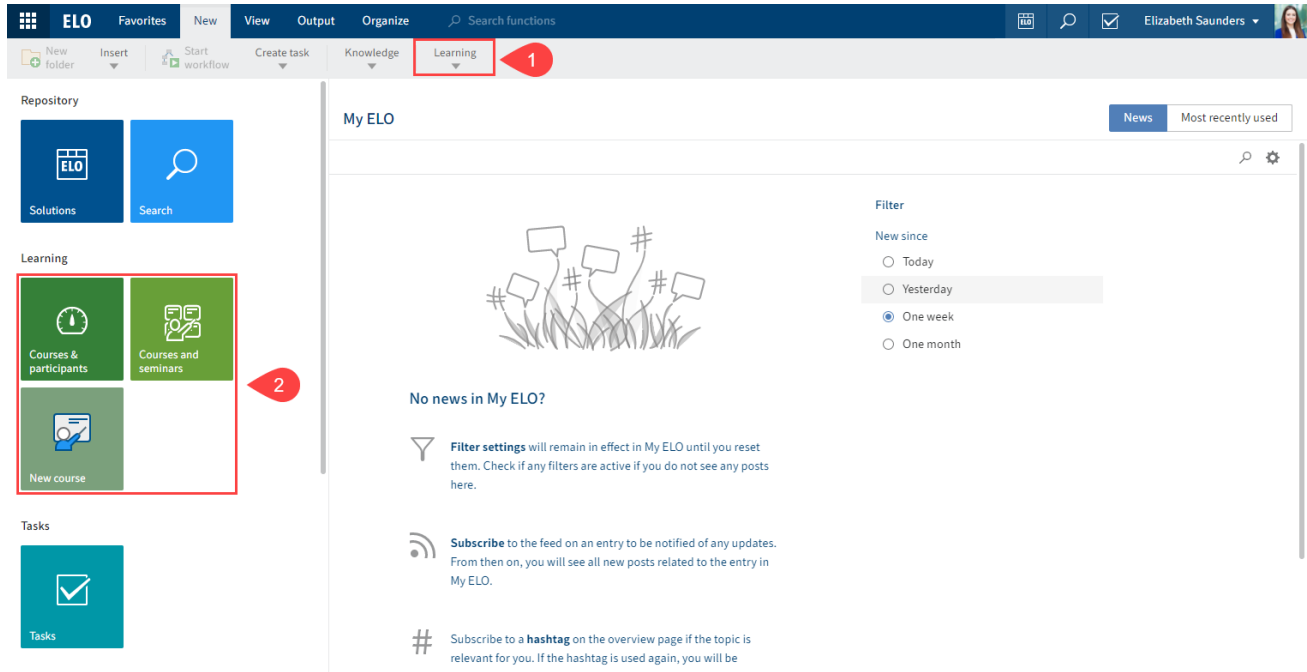 ELO Favorites New View Output Organize Search functions ELO Elizabeth Saunders
New folder Insert Start workflow Create task Knowledge Learning 1
Repository
ELO
Solutions
Search
Learning
Courses &
participants
Courses and
seminars
New course
2
Tasks
Tasks
My ELO
News Most recently used
Filter
New since
Today
Yesterday
One week
One month
No news in My ELO?
Filter settings will remain in effect in My ELO until you reset
them. Check if any filters are active if you do not see any posts
here.
Subscribe to the feed on an entry to be notified of any updates.
From then on, you will see all new posts related to the entry in
My ELO.
# Subscribe to a hashtag on the overview page if the topic is
relevant for you. If the hashtag is used again, you will be